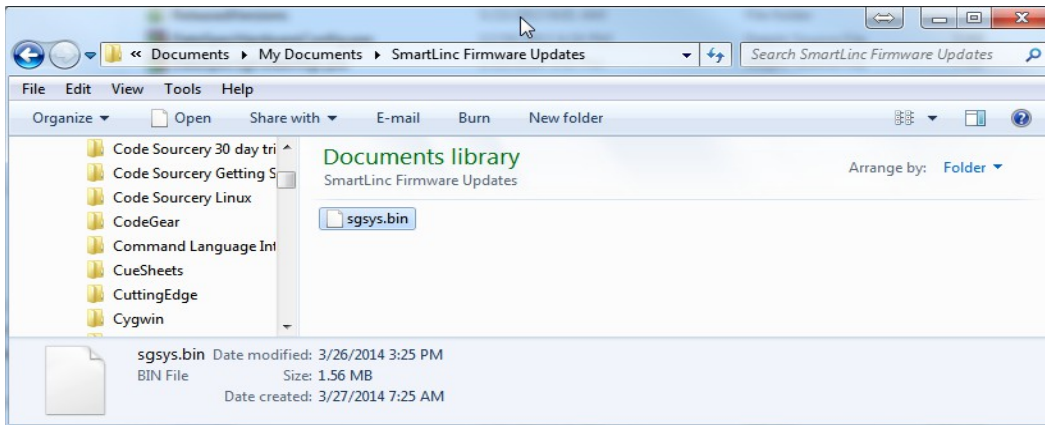 « Documents ▸ My Documents ▸ SmartLinc Firmware Updates
Search SmartLinc Firmware Updates
File Edit View Tools Help
Organize Open Share with E-mail Burn New folder
Code Sourcery 30 day tri
Code Sourcery Getting S
Code Sourcery Linux
CodeGear
Command Language Int
CueSheets
CuttingEdge
Cygwin
Documents library
SmartLinc Firmware Updates
Arrange by: Folder
sgsys.bin
sgsys.bin Date modified: 3/26/2014 3:25 PM
BIN File Size: 1.56 MB
Date created: 3/27/2014 7:25 AM